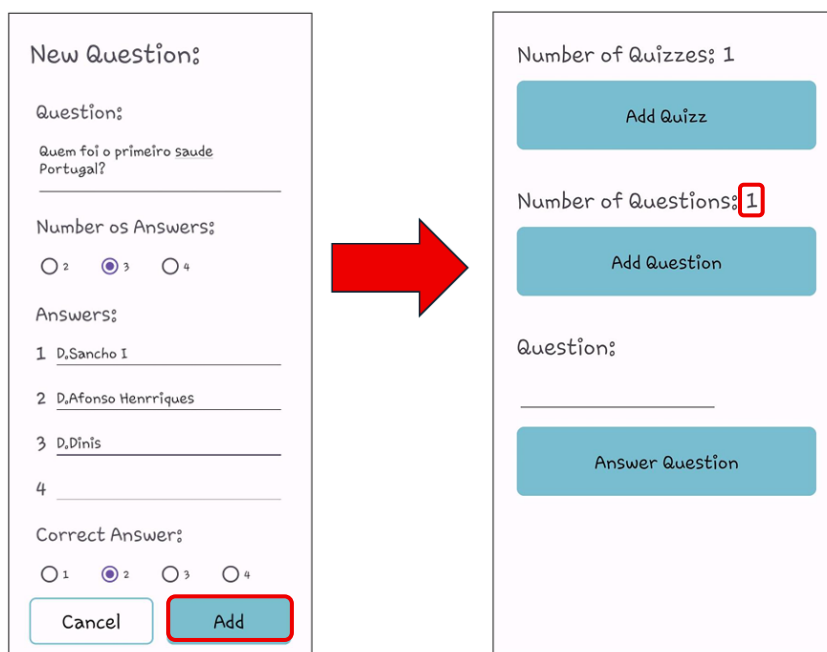 New Question:
Question:
Quem foi o primeiro saude
Portugal?
Number os Answers:
2 3 4
Answers:
1 D.Sancho I
2 D.Afonso Henrriques
3 D.Dinis
4
Correct Answer:
1 2 3 4
Cancel Add
Number of Quizzes: 1
Add Quizz
Number of Questions: 1
Add Question
Question:
Answer Question